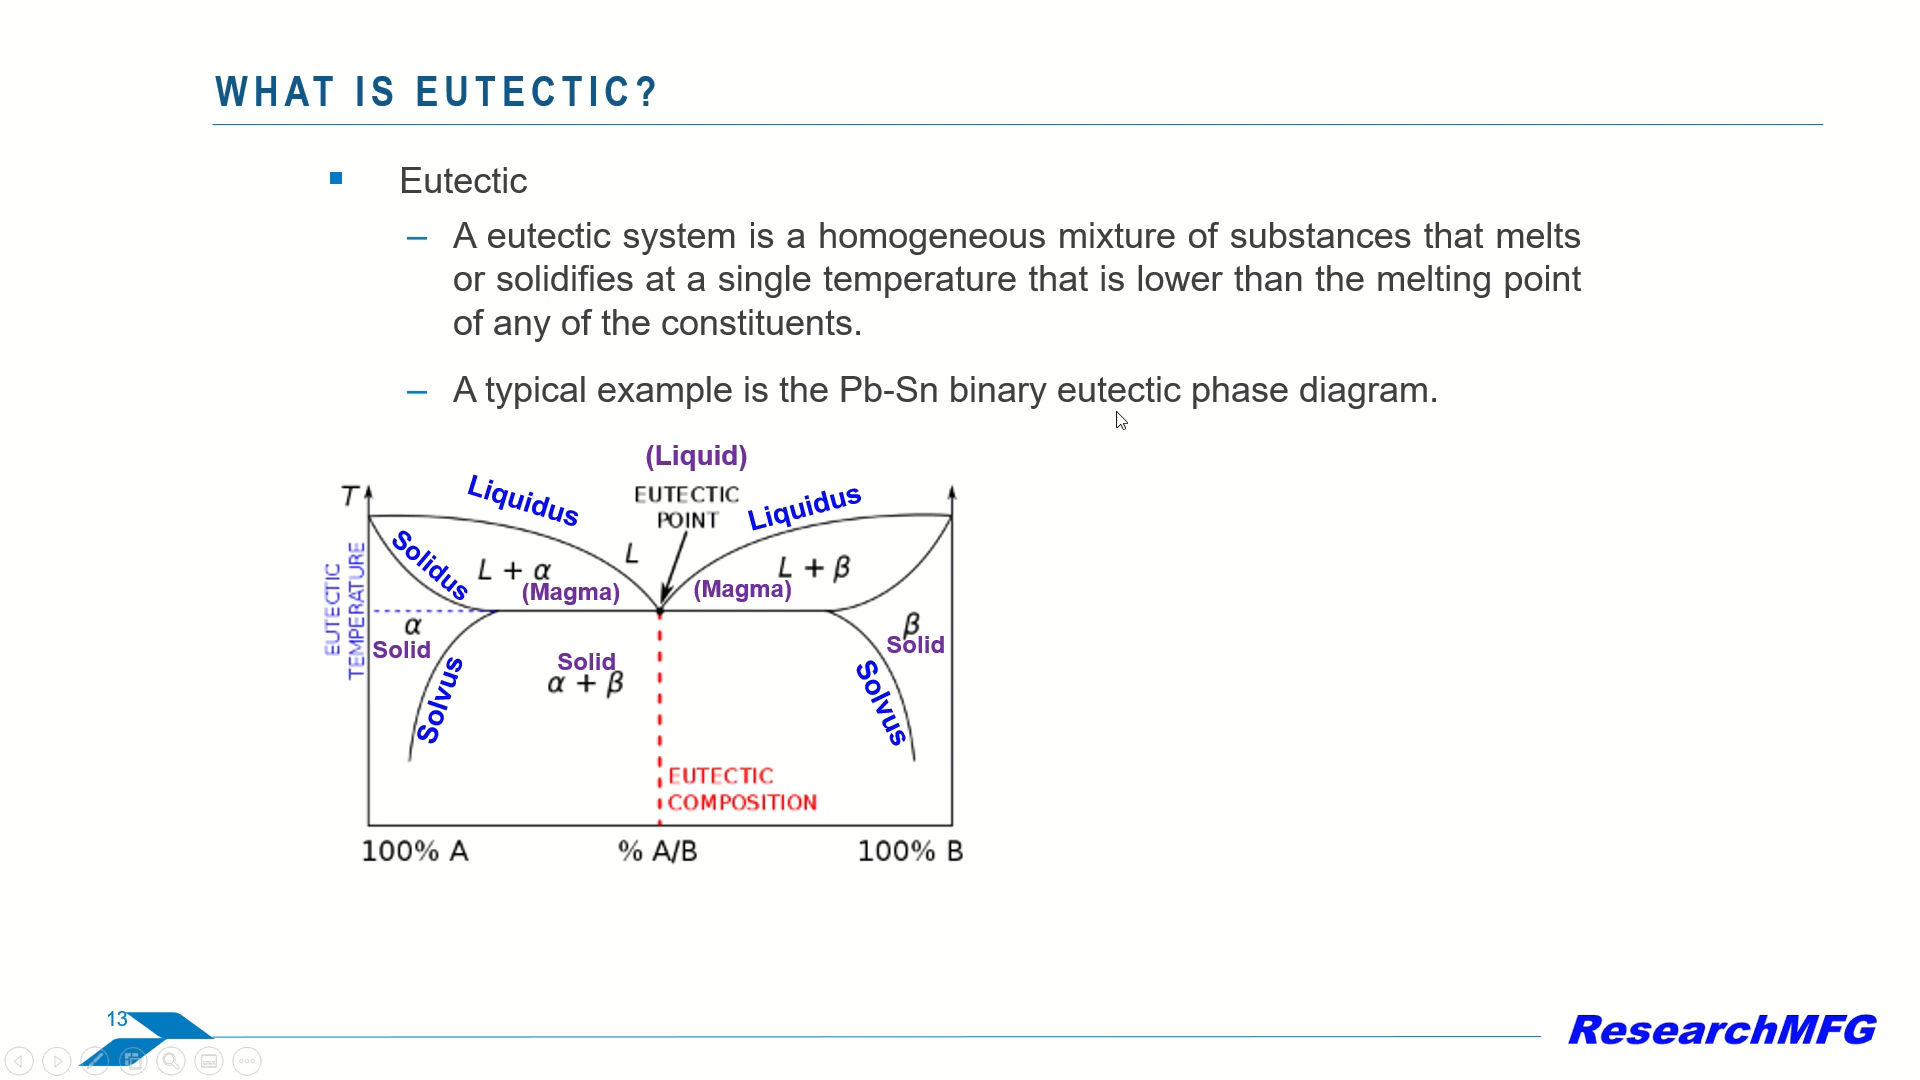 WHAT IS EUTECTIC?
Eutectic
– A eutectic system is a homogeneous mixture of substances that melts
or solidifies at a single temperature that is lower than the melting point
of any of the constituents.
– A typical example is the Pb-Sn binary eutectic phase diagram.
(Liquid)
T
Liquidus
EUTECTIC
POINT
Liquidus
Solidus
L
L + α
(Magma)
L + β
(Magma)
EUTECTIC
TEMPERATURE
α
Solid
β
Solid
Solid
α + β
Solvus
Solvus
EUTECTIC
COMPOSITION
100% A
% A/B
100% B
13
ResearchMFG